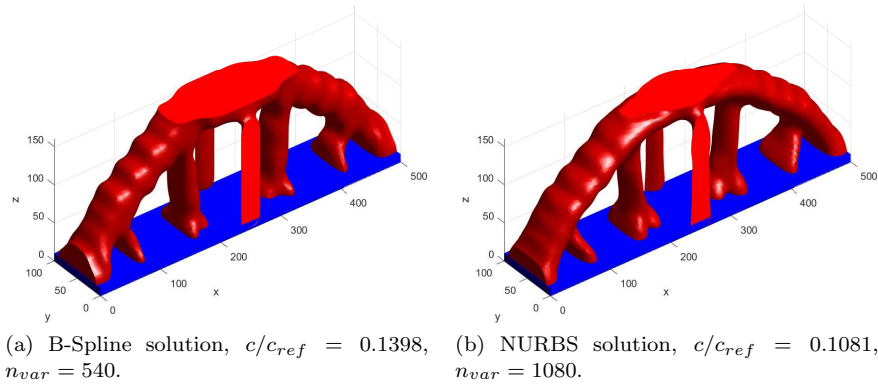 150
100
z
50
0
100
50
y
0
0
100
200
x
300
400
500
150
100
z
50
0
100
50
y
0
0
100
200
x
300
400
500
(a) B-Spline solution, c/c_ref = 0.1398,
n_var = 540.
(b) NURBS solution, c/c_ref = 0.1081,
n_var = 1080.